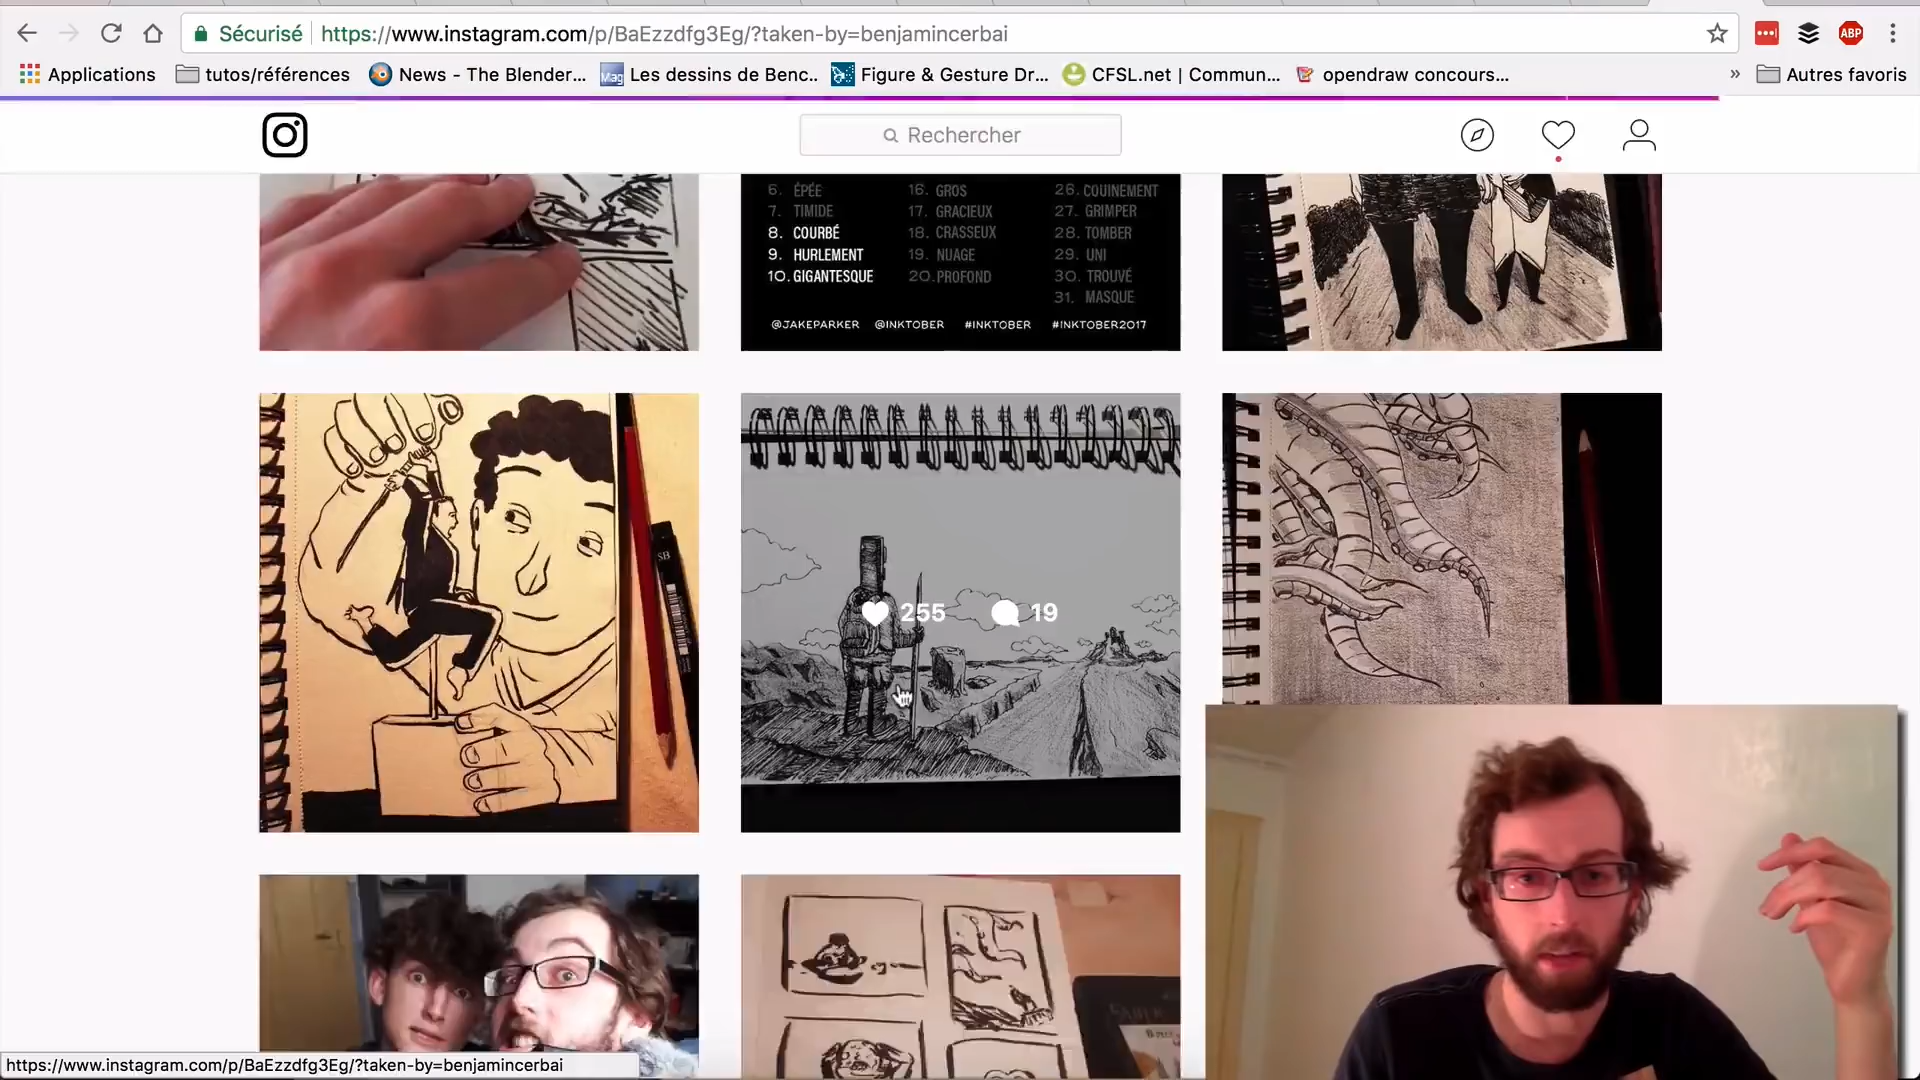 Sécurisé https://www.instagram.com/p/BaEzzdfg3Eg/?taken-by=benjamincerbai ABP
Applications tutos/références News - The Blender... Mag Les dessins de Benc... Figure & Gesture Dr... CFSL.net | Commun... opendraw concours... » Autres favoris
Rechercher
6. ÉPÉE 16. GROS 26. COUINEMENT
7. TIMIDE 17. GRACIEUX 27. GRIMPER
8. COURBÉ 18. CRASSEUX 28. TOMBER
9. HURLEMENT 19. NUAGE 29. UNI
10. GIGANTESQUE 20. PROFOND 30. TROUVÉ
31. MASQUE
@JAKEPARKER @INKTOBER #INKTOBER #INKTOBER2017
SB
255 19
https://www.instagram.com/p/BaEzzdfg3Eg/?taken-by=benjamincerbai